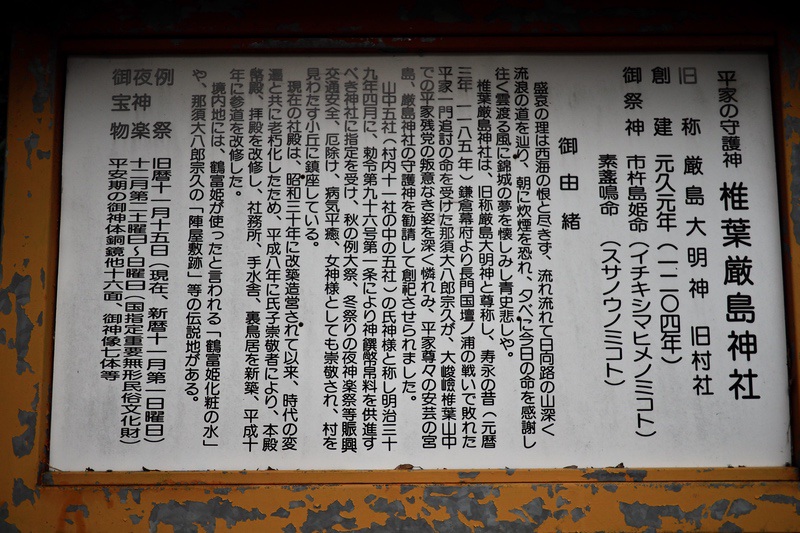 平家の守護神 椎葉厳島神社
旧称 厳島大明神 旧村社
創建 元久元年（一二〇四年）
御祭神 市杵島姫命（イチキシマヒメノミコト）
素盞鳴命（スサノウノミコト）
御由緒
盛衰の理は西海の恨と尽きず、流れ流れて日向路の山深く
流浪の道を辿り、朝に炊煙を恐れ、夕べに今日の命を感謝し
往く雲渡る風に錦城の夢を懐しみし青史悲しや。
椎葉厳島神社は、旧称厳島大明神と尊称し、寿永の昔（元暦
三年 一一八五年）鎌倉幕府より長門国壇ノ浦の戦いで敗れた
平家一門追討の命を受けた那須大八郎宗久が、大峻嶮椎葉山中
での平家残党の叛意なき姿を深く憐れみ、平家尊々の安芸の宮
島、厳島神社の守護神を勧請して創祀させられました。
山中五社（村内十一社の中の五社）の氏神様と称し明治三十
九年四月に、勅令第九十六号第一条により神饌幣帛料を供進す
べき神社に指定を受け、秋の例大祭、冬祭りの夜神楽祭等賑興
交通安全、厄除け、病気平癒、女神様としても崇敬され、村を
見わたす小丘に鎮座している。
現在の社殿は、昭和三十年に改築造営されて以来、時代の変
遷と共に老朽化したため、平成八年に氏子崇敬者により、本殿
幣殿、拝殿を改修し、社務所、手水舎、裏鳥居を新築、平成十
年に参道を改修した。
境内地には、鶴富姫が使ったと言われる「鶴富姫化粧の水」
や、那須大八郎宗久の「陣屋敷跡」等の伝説地がある。
例祭 旧暦十一月十五日（現在、新暦十一月第一日曜日）
夜神楽 十二月第二土曜日～日曜日（国指定重要無形民俗文化財）
御宝物 平安期の御神体銅鏡他十六面、御神像七体等